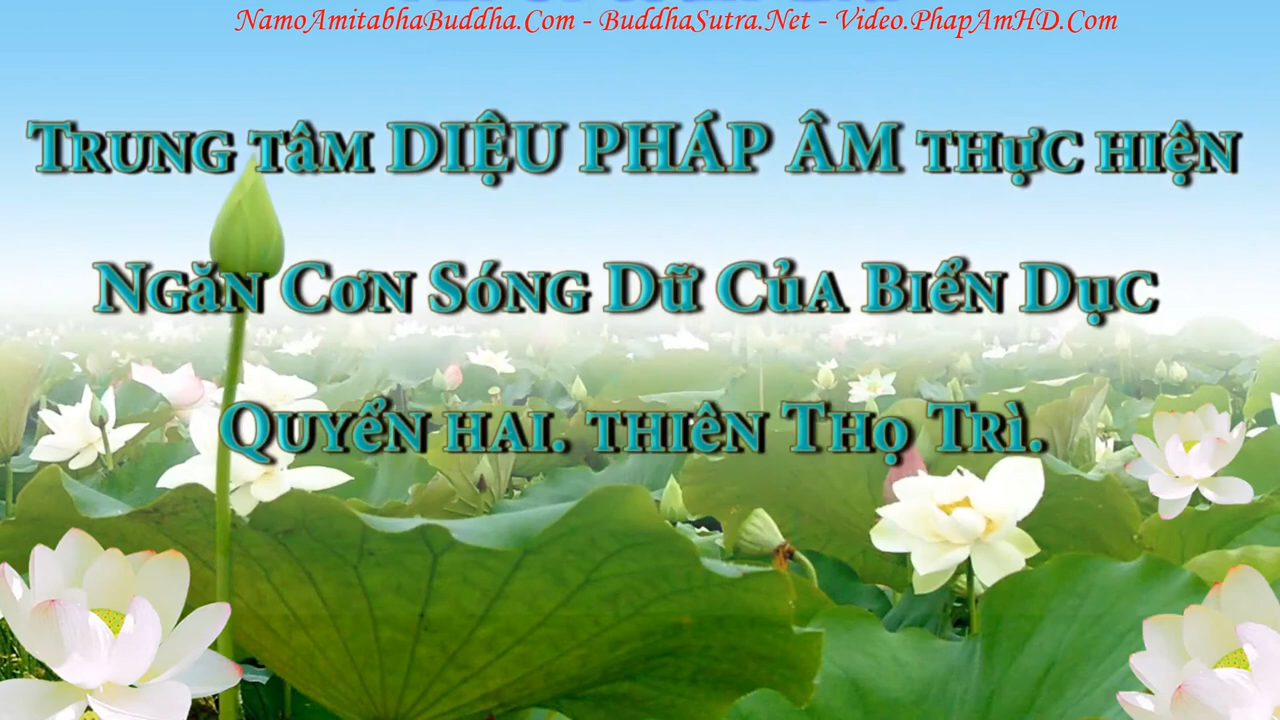 NamoAmitabhaBuddha.Com - BuddhaSutra.Net - Video.PhapAmHD.Com
Trung tâm DIỆU PHÁP ÂM thực hiện
Ngăn Cơn Sóng Dữ Của Biển Dục
Quyển hai. thiên Thọ Trì.